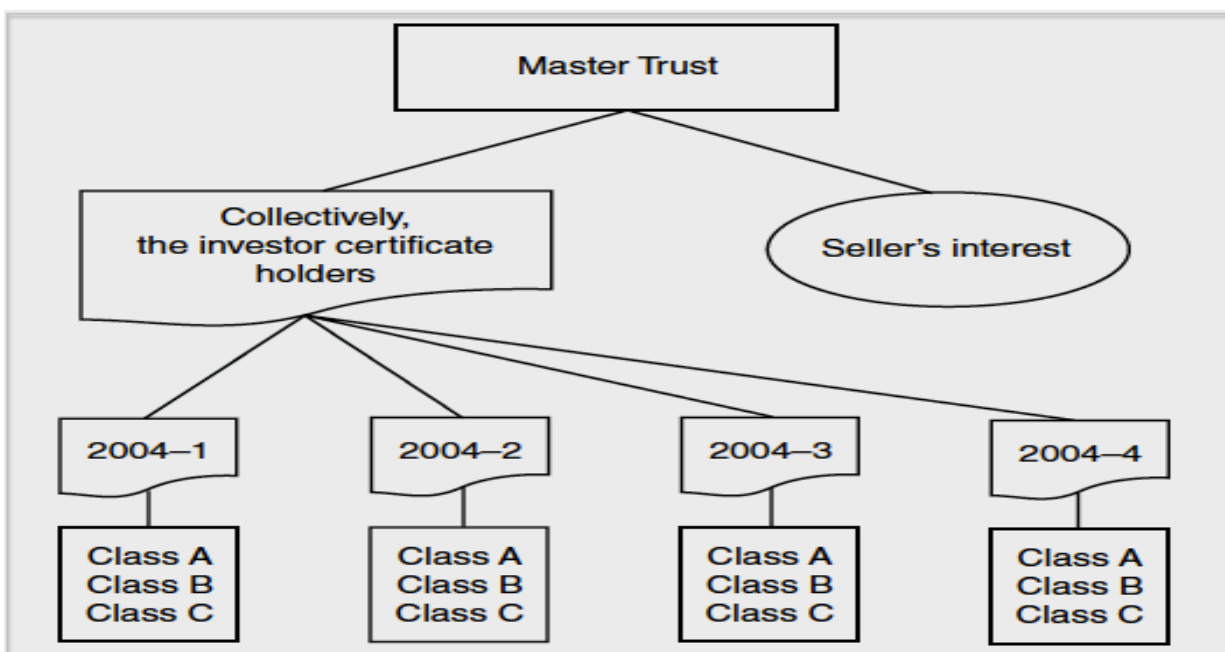 Master Trust
Collectively,
the investor certificate
holders
Seller's interest
2004–1
2004–2
2004–3
2004–4
Class A
Class B
Class C
Class A
Class B
Class C
Class A
Class B
Class C
Class A
Class B
Class C